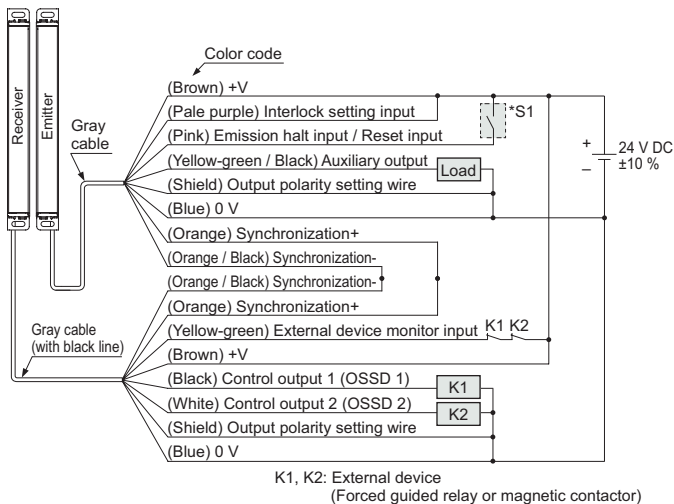 Color code
Receiver
Emitter
Gray
cable
(Brown) +V
(Pale purple) Interlock setting input
(Pink) Emission halt input / Reset input
*S1
(Yellow-green / Black) Auxiliary output
Load
(Shield) Output polarity setting wire
(Blue) 0 V
+
−
24 V DC
±10 %
(Orange) Synchronization+
(Orange / Black) Synchronization-
(Orange / Black) Synchronization-
(Orange) Synchronization+
Gray cable
(with black line)
(Yellow-green) External device monitor input K1 K2
(Brown) +V
(Black) Control output 1 (OSSD 1)
K1
(White) Control output 2 (OSSD 2)
K2
(Shield) Output polarity setting wire
(Blue) 0 V
K1, K2: External device
(Forced guided relay or magnetic contactor)